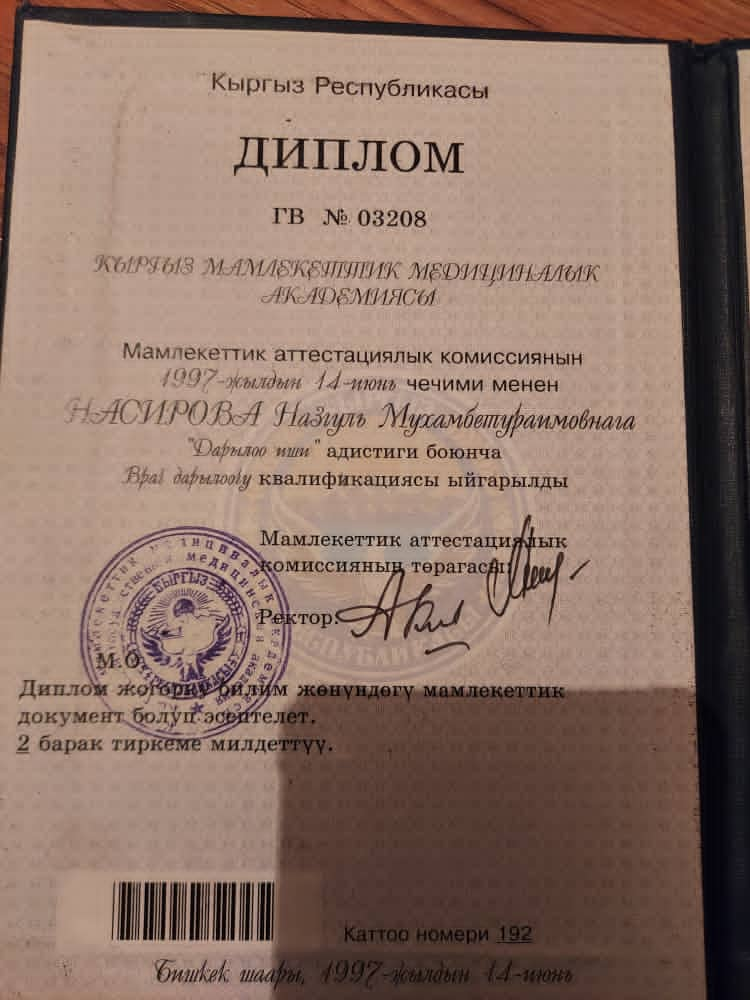 Кыргыз Республикасы
ДИПЛОМ
ГВ № 03208
КЫРГЫЗ МАМЛЕКЕТТИК МЕДИЦИНАЛЫК
АКАДЕМИЯСЫ
Мамлекеттик аттестациялык комиссиянын
1997-жылдын 14-июнь чечими менен
НАСИРОВА Назгуль Мухамбетураимовнага
"Дарылоо иши" адистиги боюнча
Врач дарылоочу квалификациясы ыйгарылды
Мамлекеттик аттестациялык
комиссиянын төрагасы:
Ректор:
КЫРГЫЗ
М.О.
Диплом жогорку билим жөнүндөгү мамлекеттик
документ болуп эсептелет.
2 барак тиркеме милдеттүү.
Каттоо номери 192
Бишкек шаары, 1997-жылдын 14-июнь